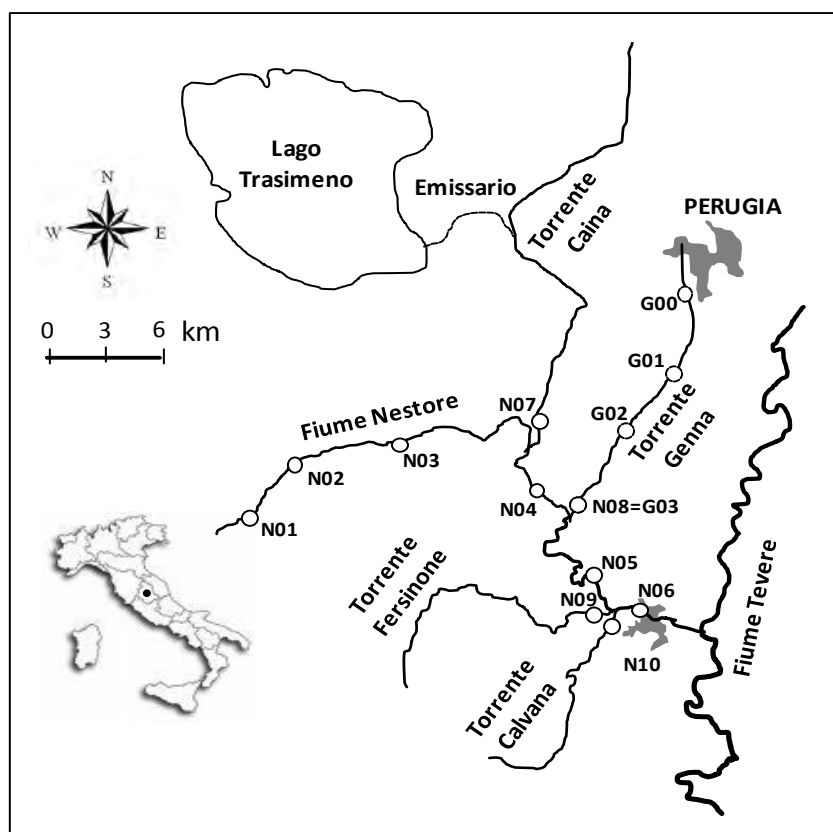 Lago
Trasimeno
Emissario
Torrente
Caina
PERUGIA
N
W
E
S
0 3 6 km
G00
G01
Fiume Nestore
N07
G02
Torrente
Genna
N02
N03
N04
N08=G03
N01
Torrente
Fersinone
N05
N09
N06
Fiume Tevere
N10
Torrente
Calvana